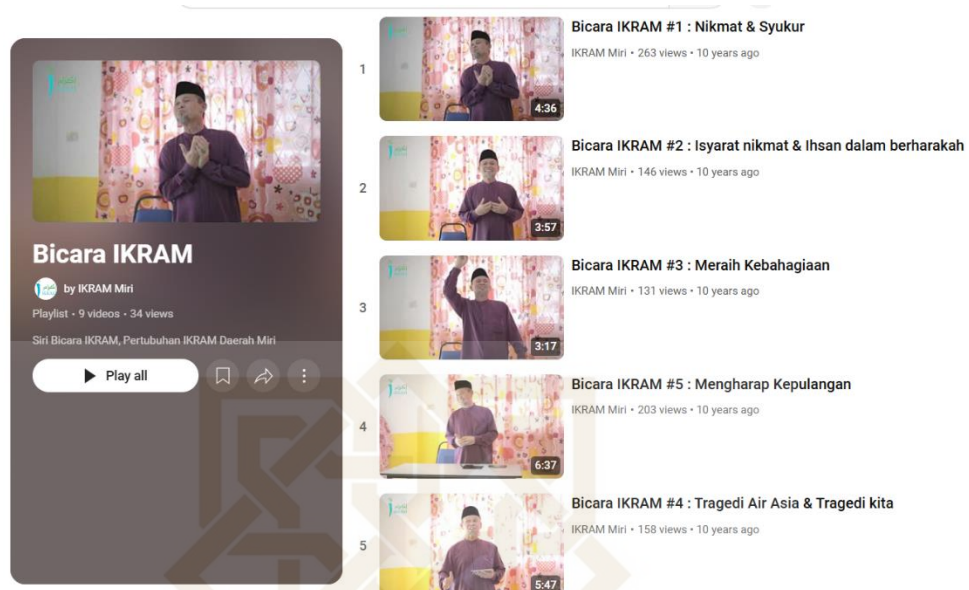 Bicara IKRAM
by IKRAM Miri
Playlist • 9 videos • 34 views
Siri Bicara IKRAM, Pertubuhan IKRAM Daerah Miri
Play all
1
4:36
Bicara IKRAM #1 : Nikmat & Syukur
IKRAM Miri • 263 views • 10 years ago
2
3:57
Bicara IKRAM #2 : Isyarat nikmat & Ihsan dalam berharakah
IKRAM Miri • 146 views • 10 years ago
3
3:17
Bicara IKRAM #3 : Meraih Kebahagiaan
IKRAM Miri • 131 views • 10 years ago
4
6:37
Bicara IKRAM #5 : Mengharap Kepulangan
IKRAM Miri • 203 views • 10 years ago
5
5:47
Bicara IKRAM #4 : Tragedi Air Asia & Tragedi kita
IKRAM Miri • 158 views • 10 years ago